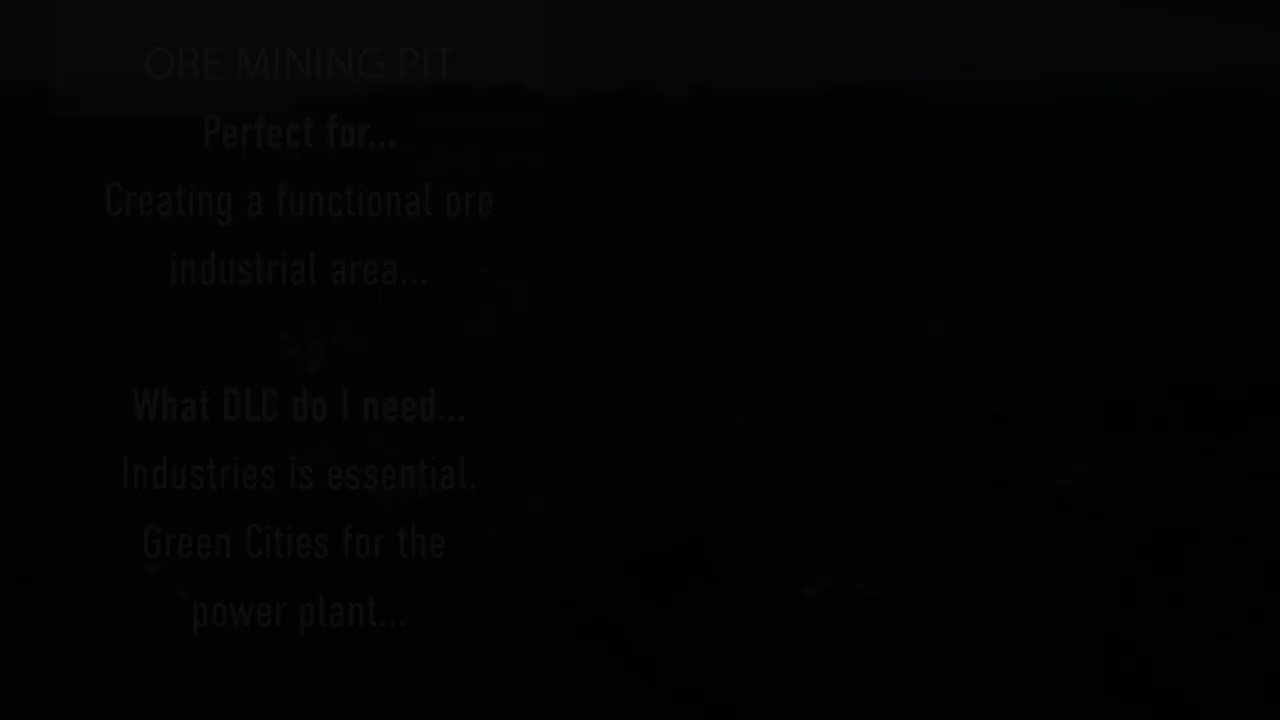 ORE MINING PIT
Perfect for...
Creating a functional ore
industrial area...
What DLC do I need...
Industries is essential.
Green Cities for the
power plant...